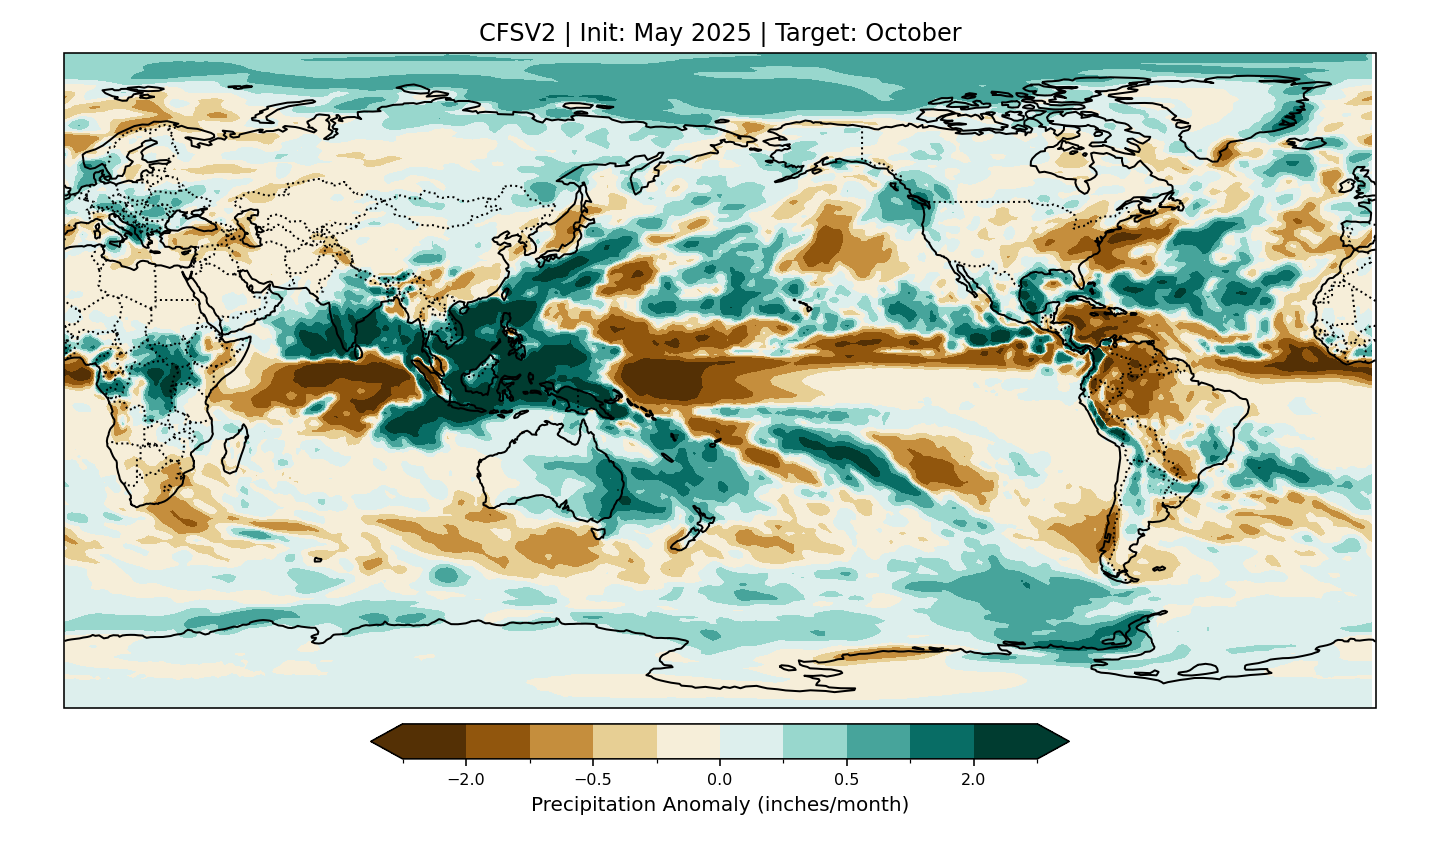 CFSV2 | Init: May 2025 | Target: October
−2.0 −0.5 0.0 0.5 2.0
Precipitation Anomaly (inches/month)